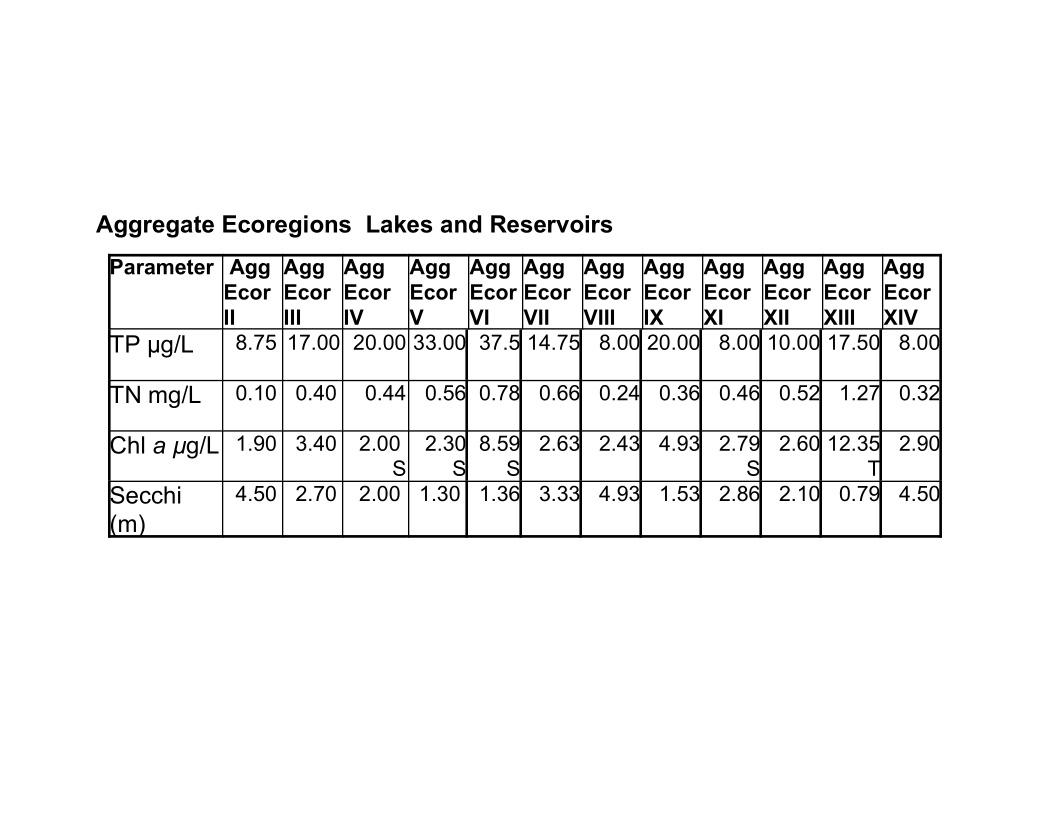 Aggregate Ecoregions  Lakes and Reservoirs
Parameter Agg Agg Agg Agg Agg Agg Agg Agg Agg Agg Agg Agg
Ecor Ecor Ecor Ecor Ecor Ecor Ecor Ecor Ecor Ecor Ecor Ecor
II III IV V VI VII VIII IX XI XII XIII XIV
TP µg/L 8.75 17.00 20.00 33.00 37.5 14.75 8.00 20.00 8.00 10.00 17.50 8.00
TN mg/L 0.10 0.40 0.44 0.56 0.78 0.66 0.24 0.36 0.46 0.52 1.27 0.32
Chl a µg/L 1.90 3.40 2.00 2.30 8.59 2.63 2.43 4.93 2.79 2.60 12.35 2.90
S S S S T
Secchi 4.50 2.70 2.00 1.30 1.36 3.33 4.93 1.53 2.86 2.10 0.79 4.50
(m)